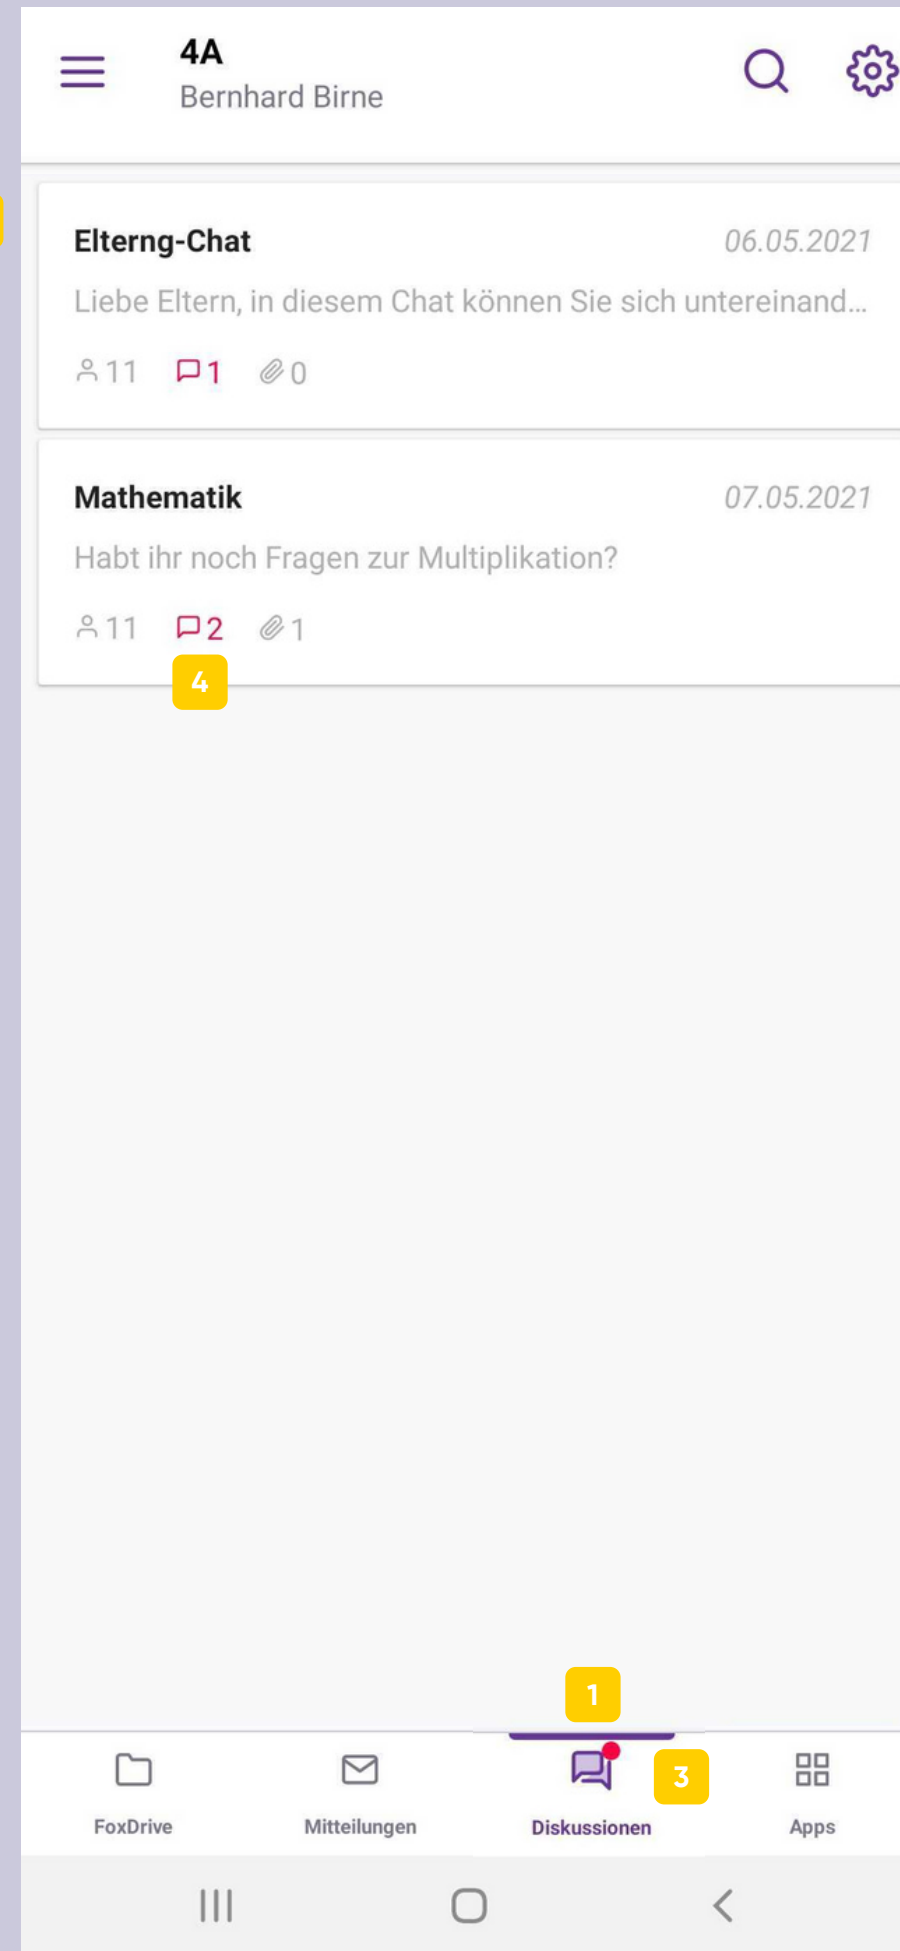 4A
Bernhard Birne
Elterng-Chat 06.05.2021
Liebe Eltern, in diesem Chat können Sie sich untereinand...
11 1 0
Mathematik 07.05.2021
Habt ihr noch Fragen zur Multiplikation?
11 2 1
4
1
3
FoxDrive Mitteilungen Diskussionen Apps